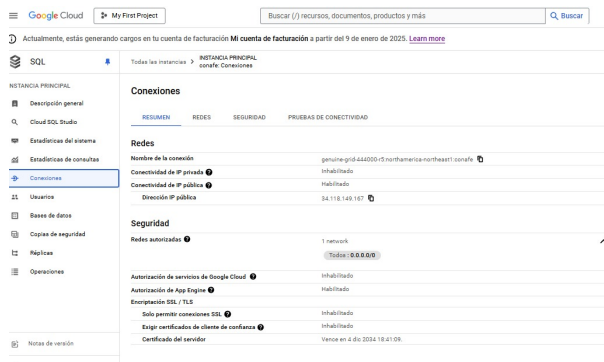 Google Cloud
My First Project
Buscar (/) recursos, documentos, productos y más
Buscar
Actualmente, estás generando cargos en tu cuenta de facturación Mi cuenta de facturación a partir del 9 de enero de 2025. Learn more
SQL
Todas las instancias > INSTANCIA PRINCIPAL
conafe: Conexiones
INSTANCIA PRINCIPAL
Descripción general
Cloud SQL Studio
Estadísticas del sistema
Estadísticas de consultas
Conexiones
Usuarios
Bases de datos
Copias de seguridad
Réplicas
Operaciones
Notas de versión
Conexiones
RESUMEN REDES SEGURIDAD PRUEBAS DE CONECTIVIDAD
Redes
Nombre de la conexión genuine-grid-444000-r5:northamerica-northeast1:conafe
Conectividad de IP privada Inhabilitado
Conectividad de IP pública Habilitado
Dirección IP pública 34.118.149.167
Seguridad
Redes autorizadas 1 network
Todos : 0.0.0.0/0
Autorización de servicios de Google Cloud Inhabilitado
Autorización de App Engine Habilitado
Encriptación SSL / TLS
Solo permitir conexiones SSL Inhabilitado
Exigir certificados de cliente de confianza Inhabilitado
Certificado del servidor Vence en 4 dic 2034 18:41:09.